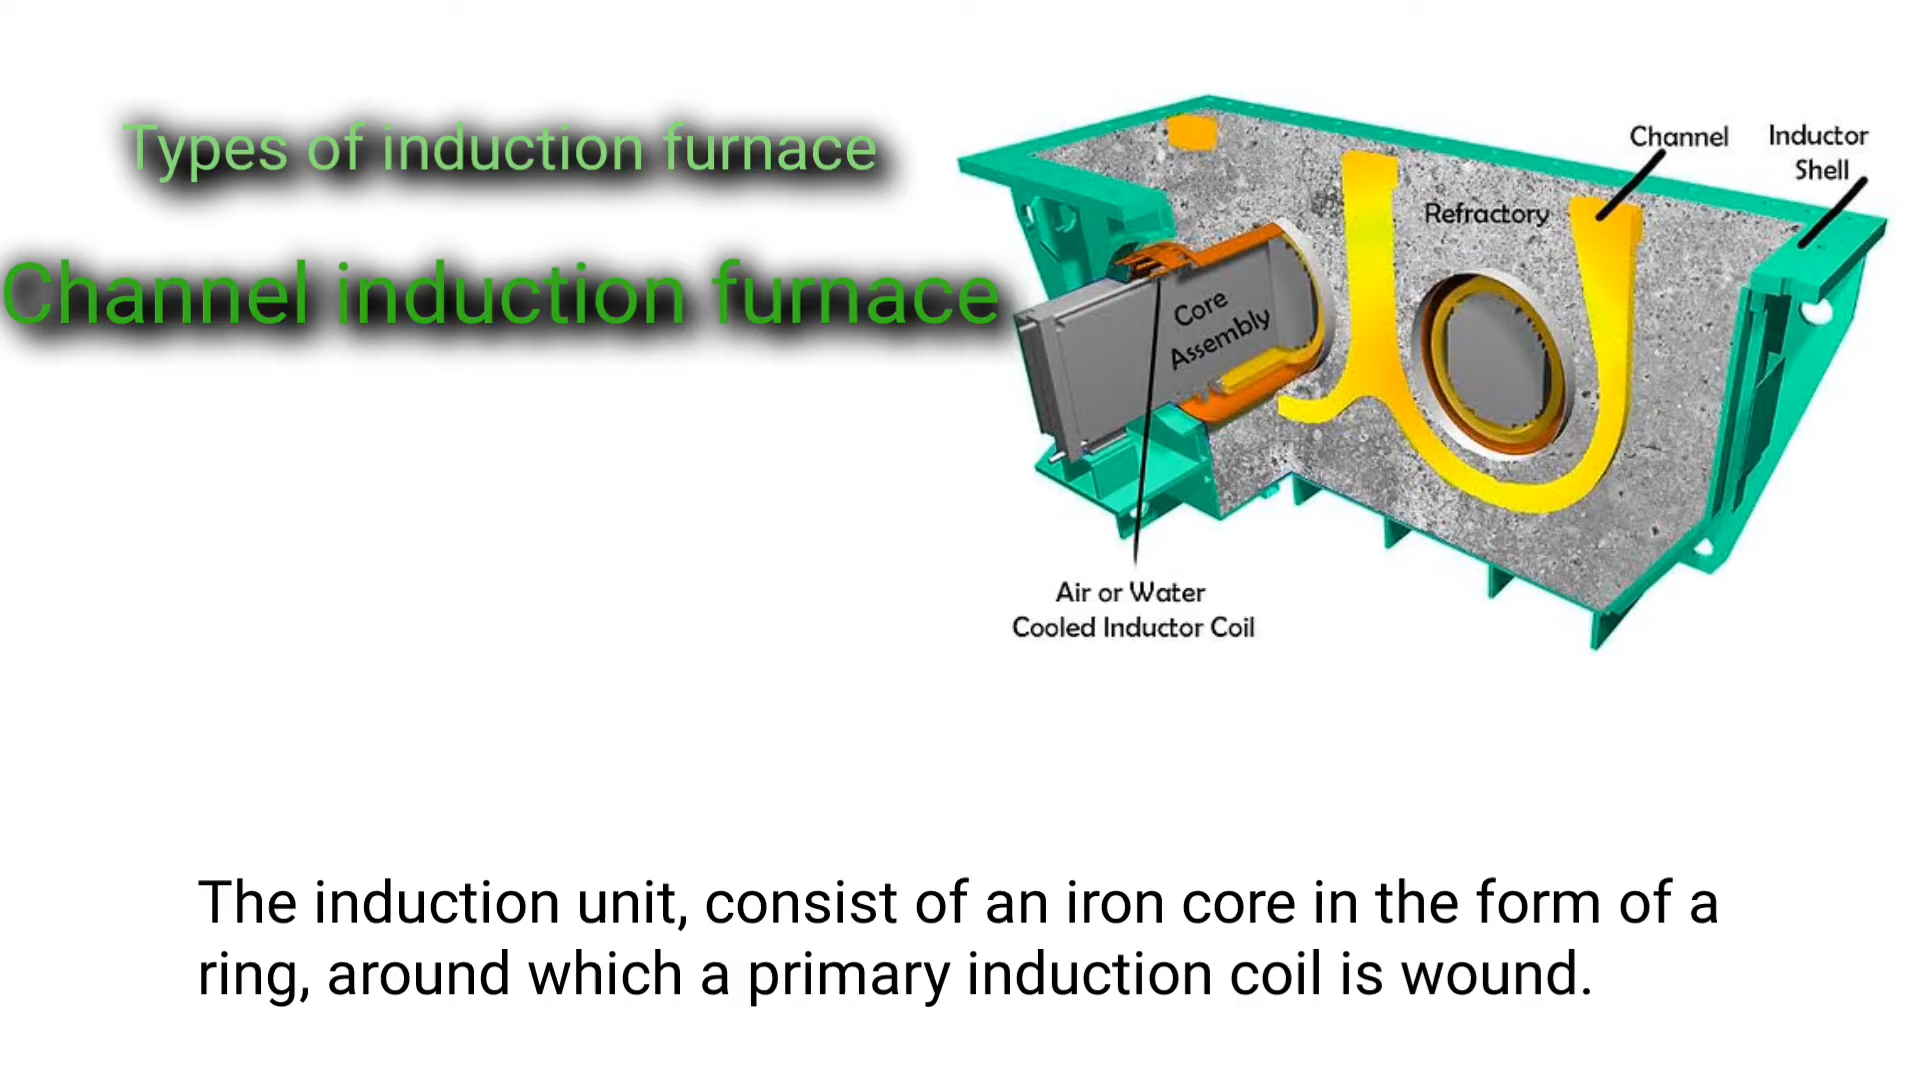 Types of induction furnace
Channel induction furnace
Channel
Inductor
Shell
Refractory
Core
Assembly
Air or Water
Cooled Inductor Coil
The induction unit, consist of an iron core in the form of a
ring, around which a primary induction coil is wound.